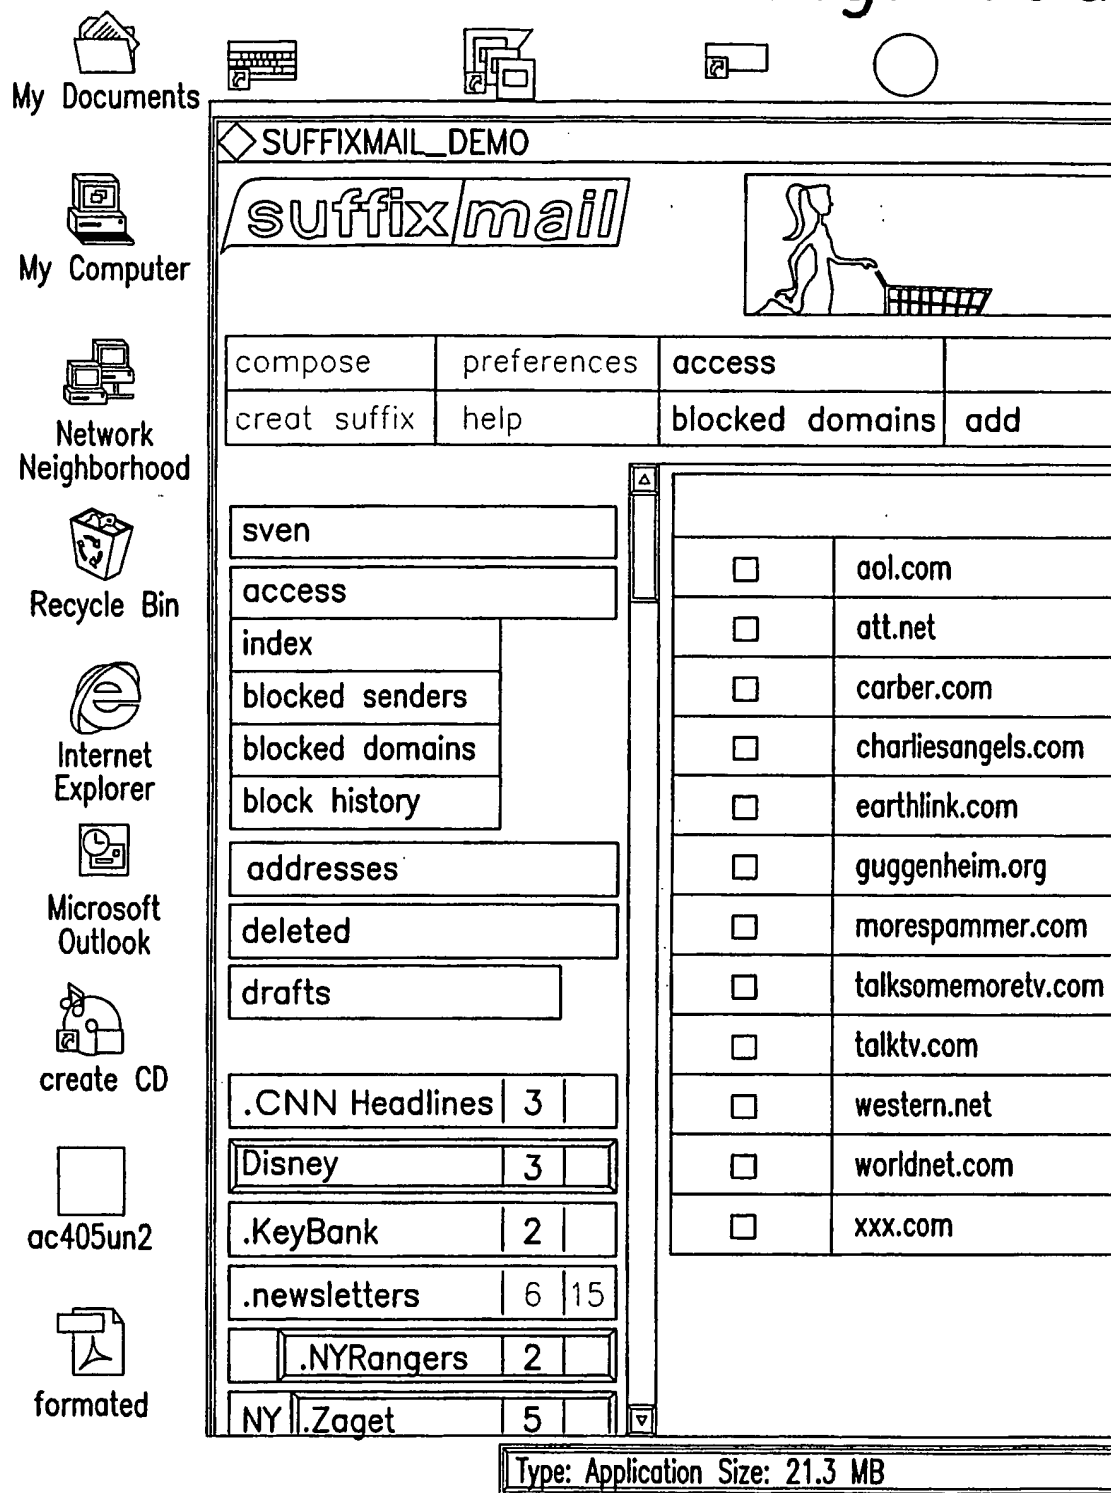 My Documents
My Computer
Network
Neighborhood
Recycle Bin
Internet
Explorer
Microsoft
Outlook
create CD
ac405un2
formated
SUFFIXMAIL_DEMO
suffix/mail
compose preferences access
creat suffix help blocked domains add
sven
access
index
blocked senders
blocked domains
block history
addresses
deleted
drafts
.CNN Headlines 3
Disney 3
.KeyBank 2
.newsletters 6 15
.NYRangers 2
NY .Zaget 5
aol.com
att.net
carber.com
charliesangels.com
earthlink.com
guggenheim.org
morespammer.com
talksomemoretv.com
talktv.com
western.net
worldnet.com
xxx.com
Type: Application Size: 21.3 MB